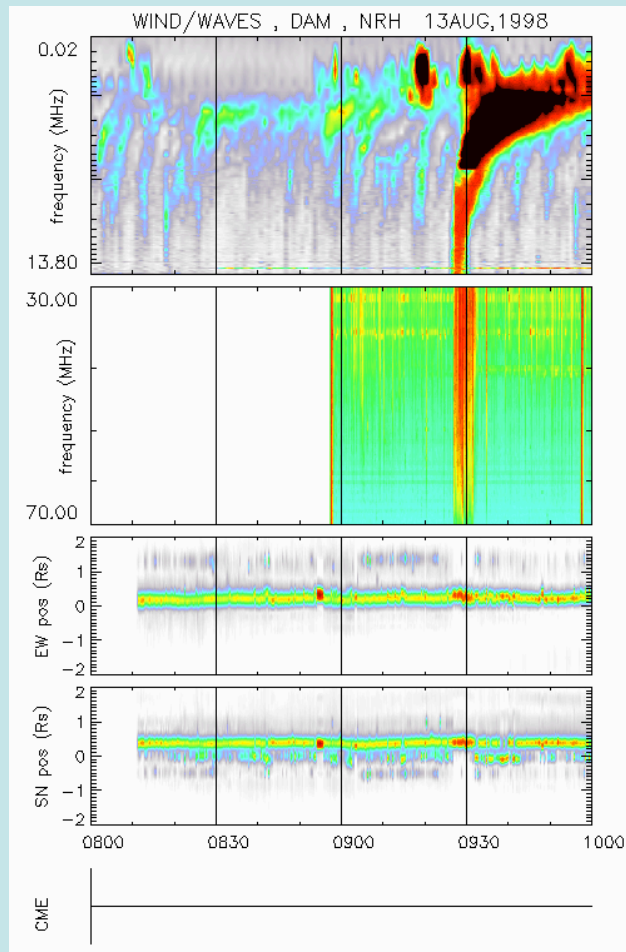 WIND/WAVES , DAM , NRH 13AUG,1998
0.02
frequency (MHz)
13.80
30.00
frequency (MHz)
70.00
2
1
EW pos (Rs)
0
-1
-2
2
1
SN pos (Rs)
0
-1
-2
0800 0830 0900 0930 1000
CME